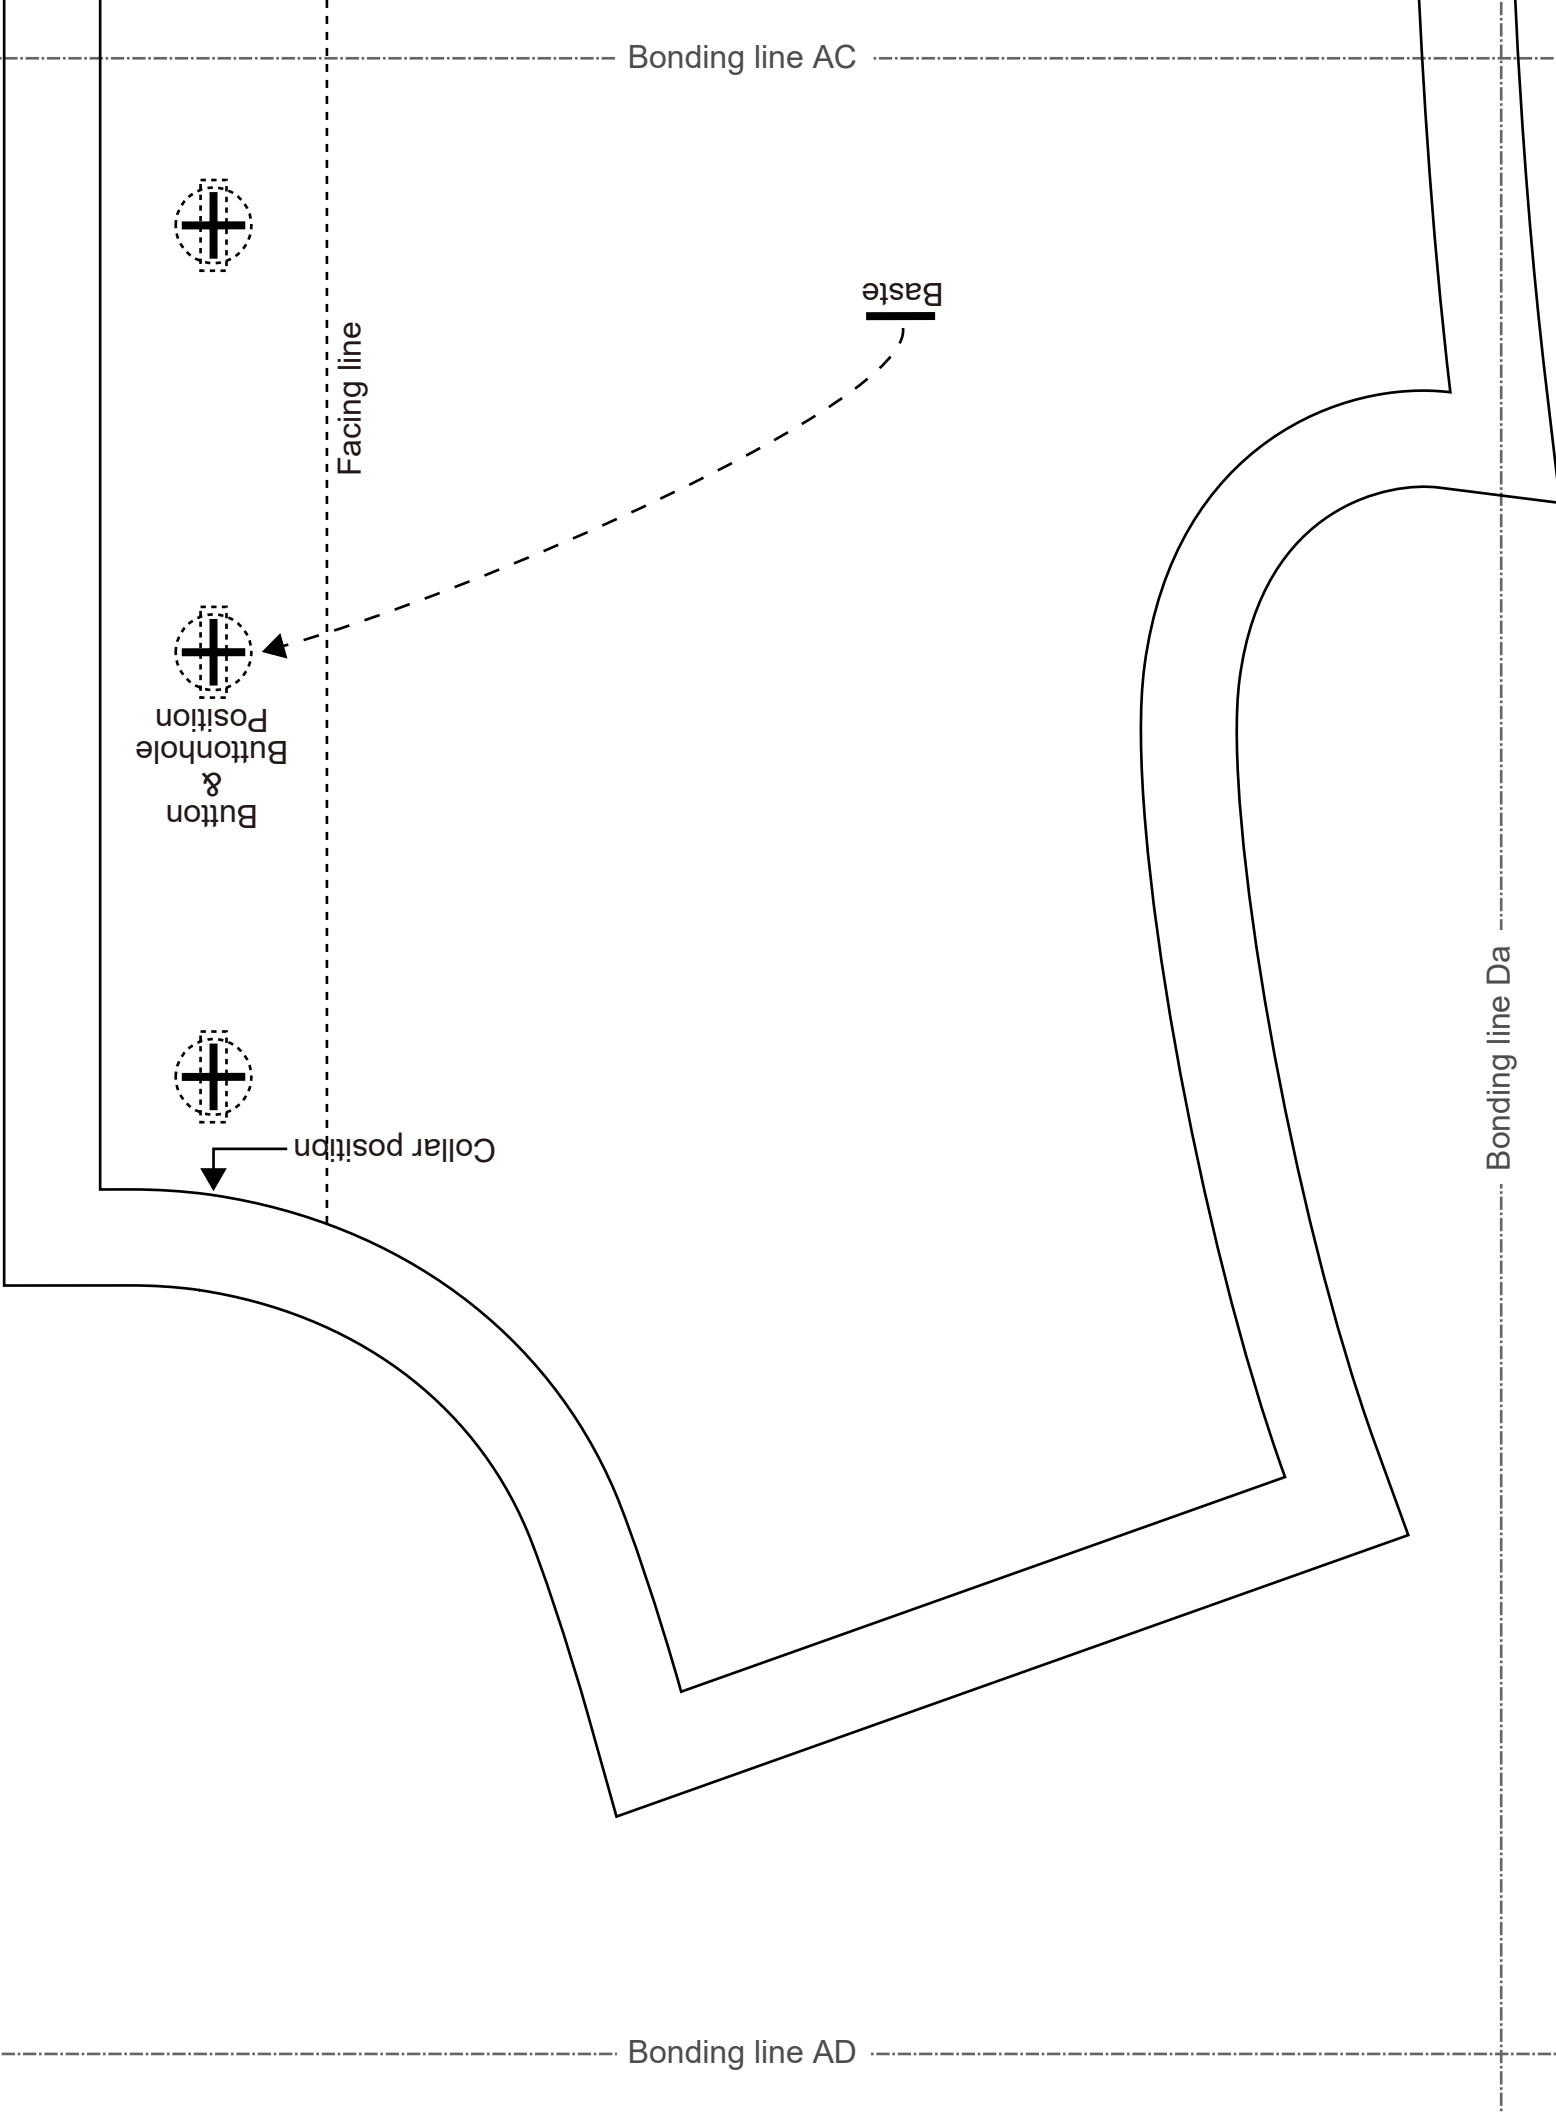 Bonding line AC
Baste
Facing line
Button
&
Buttonhole
Position
Collar position
Bonding line Da
Bonding line AD